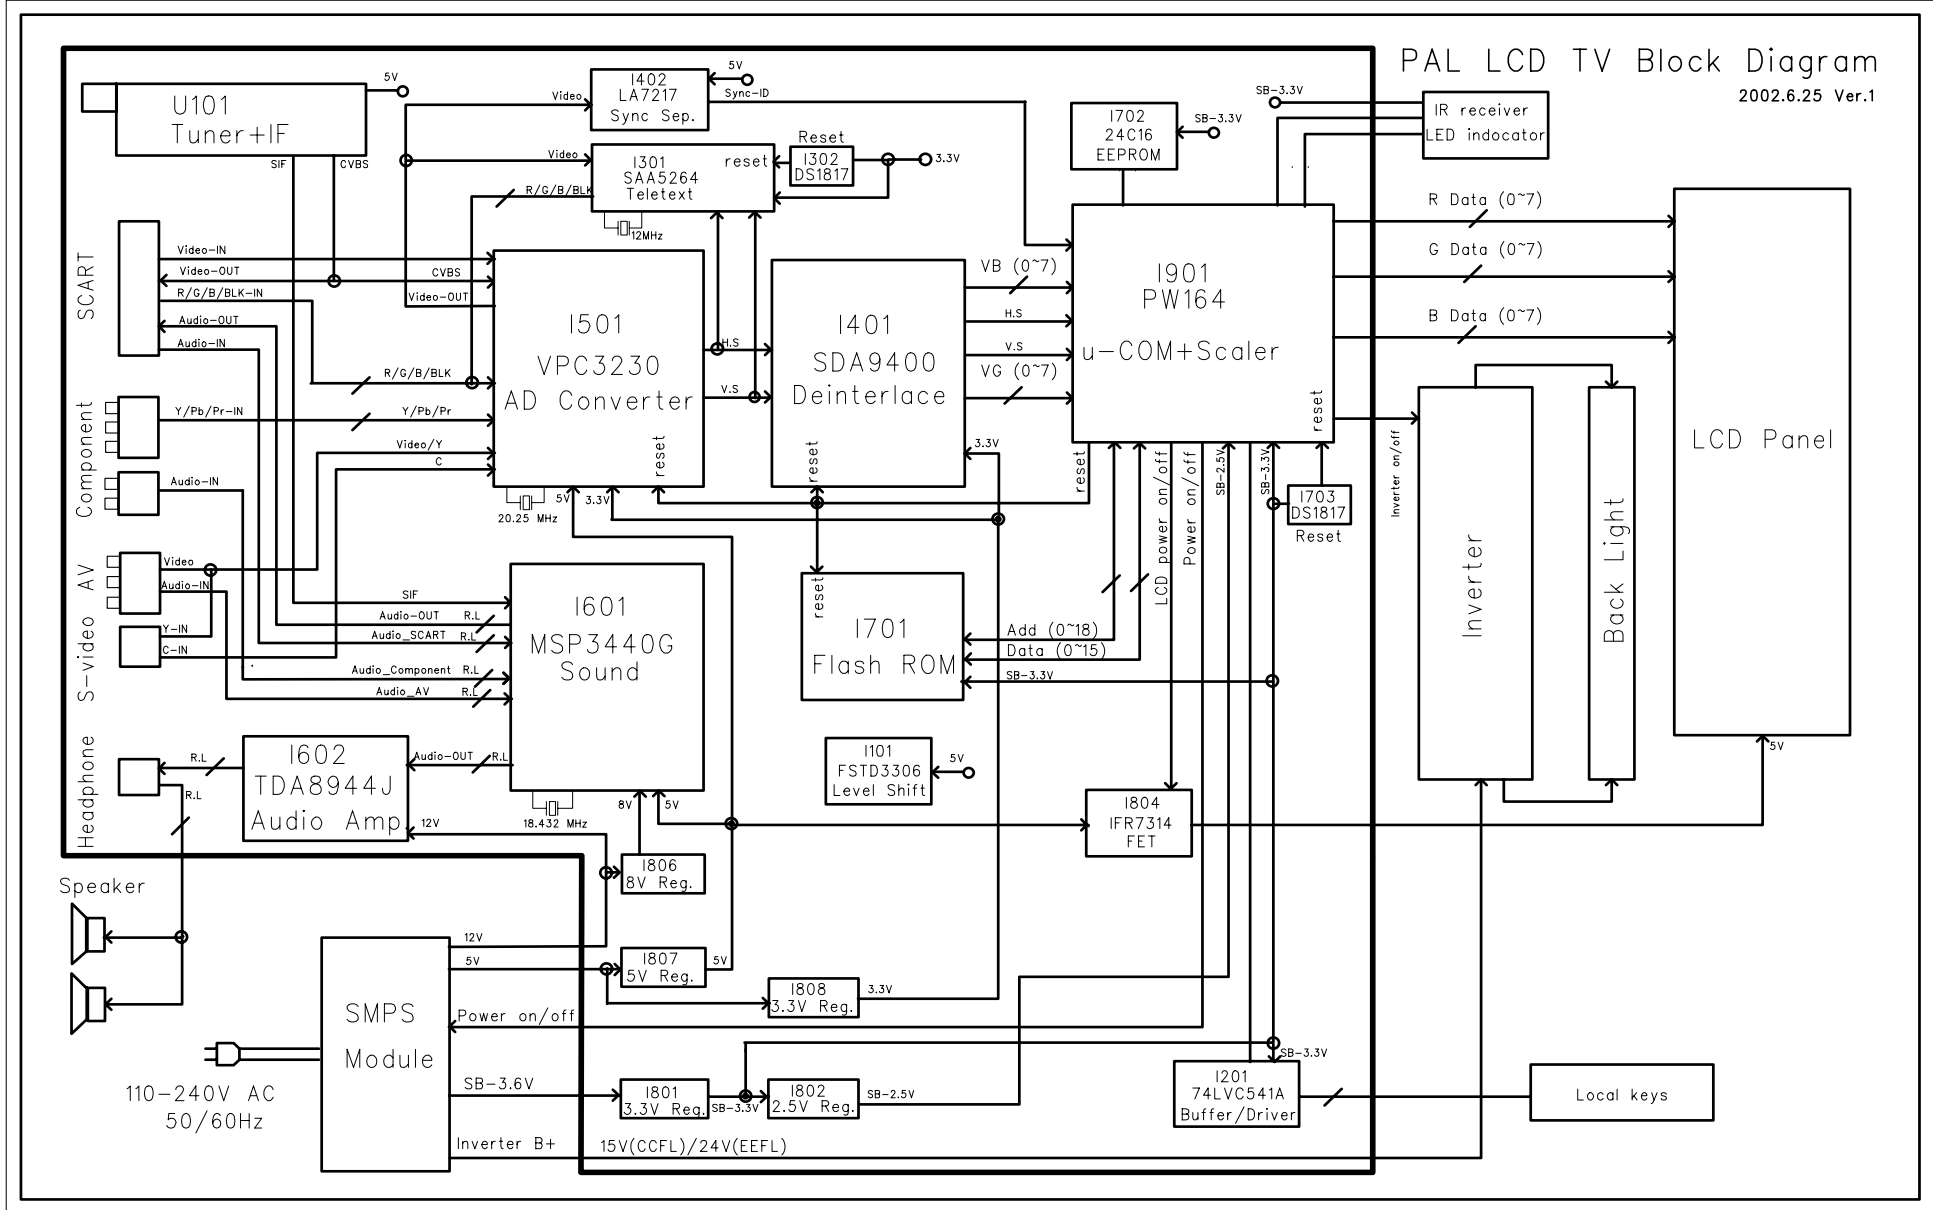 PAL LCD TV Block Diagram
2002.6.25 Ver.1
U101
Tuner+IF
5V
SIF
CVBS
I402
LA7217
Sync Sep.
5V
Video
Sync-ID
I301
SAA5264
Teletext
reset
Video
R/G/B/BLK
12MHz
Reset
I302
DS1817
3.3V
I702
24C16
EEPROM
SB-3.3V
SB-3.3V
IR receiver
LED indocator
SCART
Video-IN
Video-OUT
R/G/B/BLK-IN
Audio-OUT
Audio-IN
CVBS
Video-OUT
R/G/B/BLK
Y/Pb/Pr
Video/Y
C
I501
VPC3230
AD Converter
reset
5V
3.3V
20.25 MHz
H.S
V.S
I401
SDA9400
Deinterlace
reset
3.3V
VB (0~7)
H.S
V.S
VG (0~7)
I901
PW164
u-COM+Scaler
reset
R Data (0~7)
G Data (0~7)
B Data (0~7)
LCD Panel
5V
Inverter on/off
Inverter
Back Light
Component
Y/Pb/Pr-IN
Audio-IN
reset
LCD power on/off
Power on/off
SB-2.5V
SB-3.3V
I703
DS1817
Reset
AV
Video
Audio-IN
S-video
Y-IN
C-IN
SIF
Audio-OUT R.L
Audio_SCART R.L
Audio_Component R.L
Audio_AV R.L
I601
MSP3440G
Sound
18.432 MHz
8V
5V
reset
I701
Flash ROM
Add (0~18)
Data (0~15)
SB-3.3V
Headphone
R.L
R.L
I602
TDA8944J
Audio Amp.
Audio-OUT R.L
12V
I101
FSTD3306
Level Shift
5V
I804
IFR7314
FET
I806
8V Reg.
Speaker
SMPS
Module
12V
5V
I807
5V Reg.
5V
I808
3.3V Reg.
3.3V
Power on/off
110-240V AC
50/60Hz
SB-3.6V
I801
3.3V Reg.
SB-3.3V
I802
2.5V Reg.
SB-2.5V
SB-3.3V
I201
74LVC541A
Buffer/Driver
Local keys
Inverter B+
15V(CCFL)/24V(EEFL)